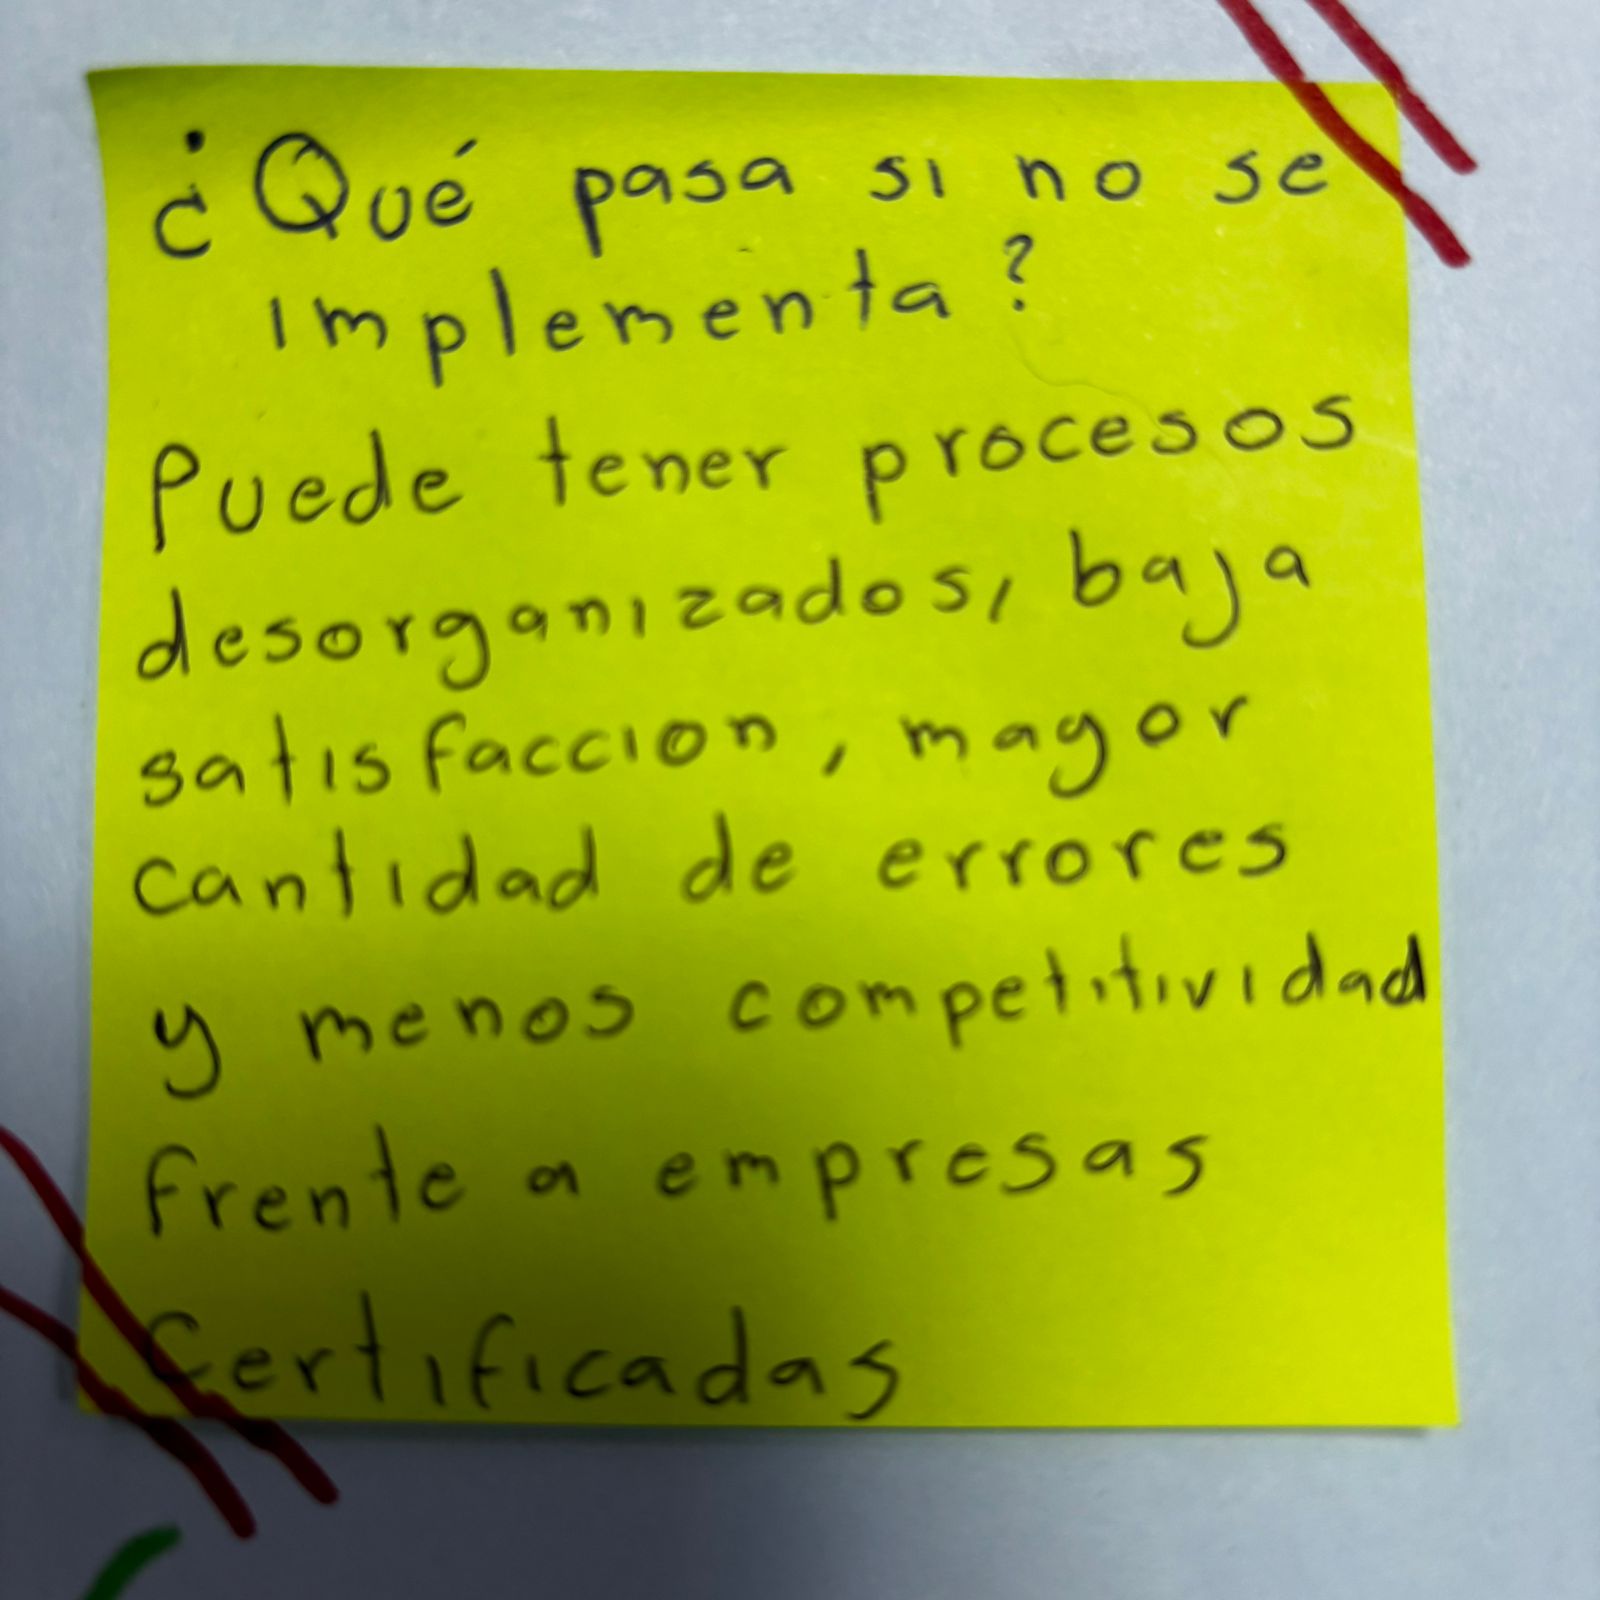 ¿Qué pasa si no se
implementa?
Puede tener procesos
desorganizados, baja
satisfaccion, mayor
cantidad de errores
y menos competitividad
frente a empresas
Certificadas